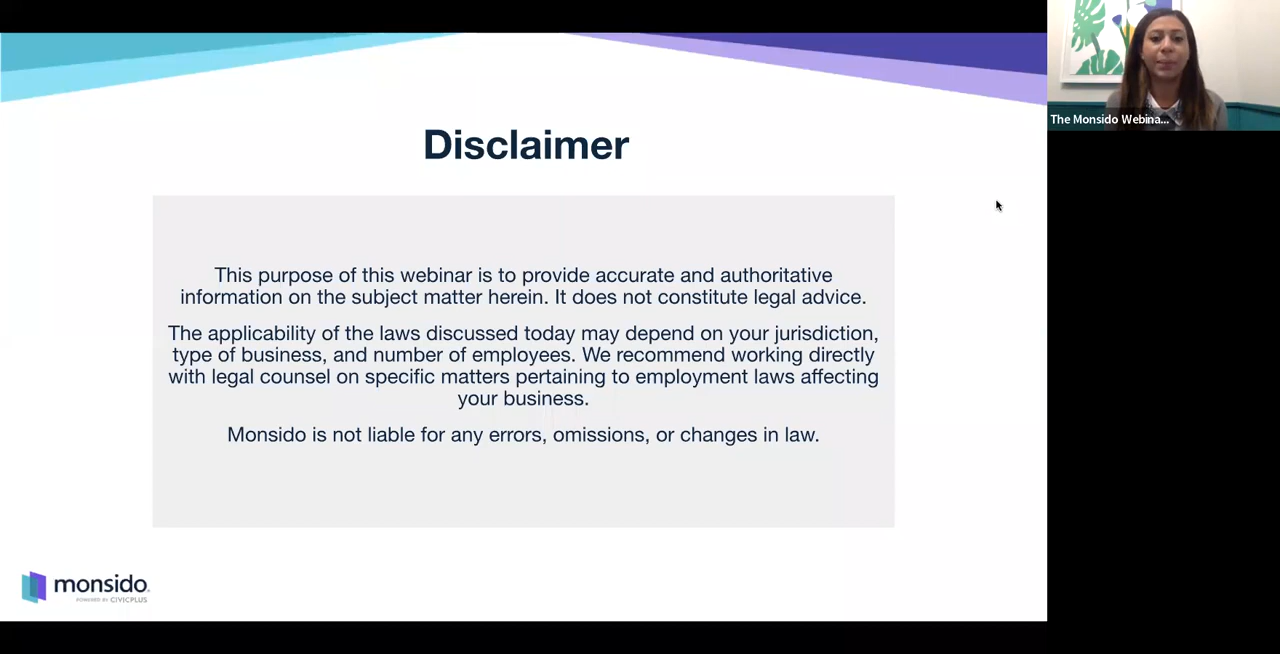 The Monsido Webina...
Disclaimer
This purpose of this webinar is to provide accurate and authoritative
information on the subject matter herein. It does not constitute legal advice.
The applicability of the laws discussed today may depend on your jurisdiction,
type of business, and number of employees. We recommend working directly
with legal counsel on specific matters pertaining to employment laws affecting
your business.
Monsido is not liable for any errors, omissions, or changes in law.
monsido
POWERED BY CIVICPLUS